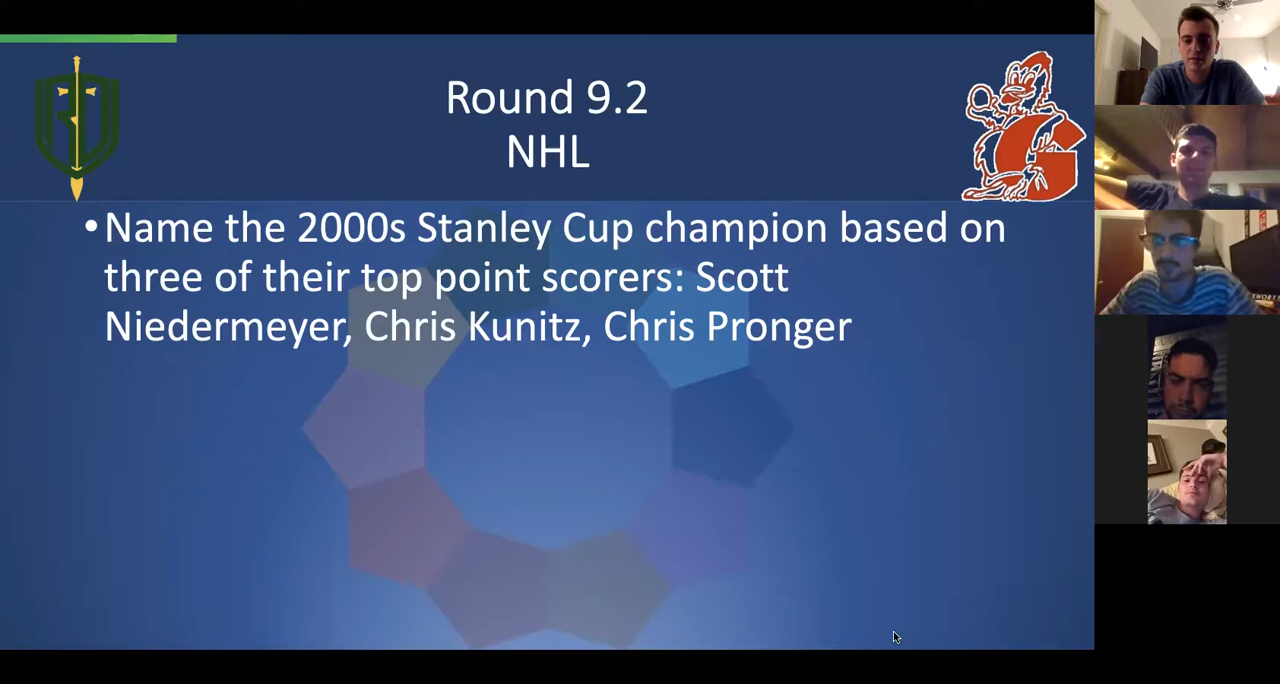 Round 9.2
NHL
•Name the 2000s Stanley Cup champion based on
three of their top point scorers: Scott
Niedermeyer, Chris Kunitz, Chris Pronger